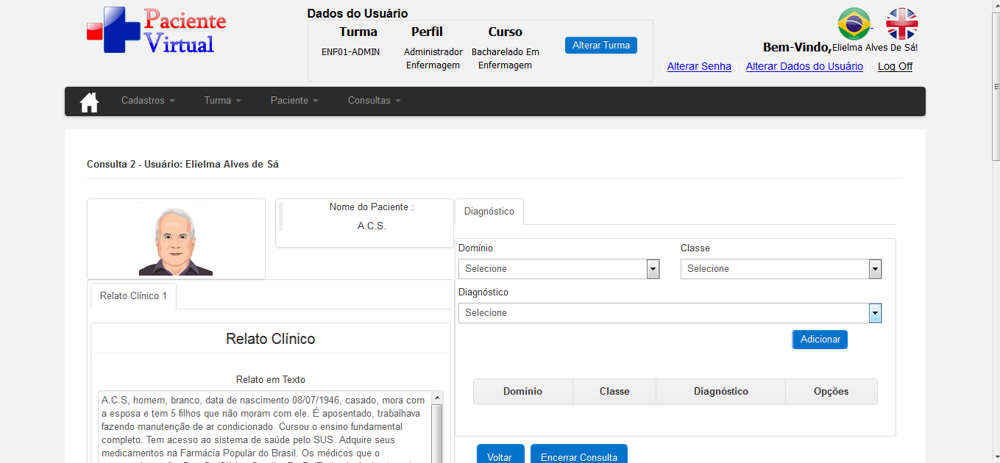 Paciente
Virtual
Dados do Usuário
Turma Perfil Curso
ENF01-ADMIN Administrador Enfermagem Bacharelado Em Enfermagem
Alterar Turma
Bem-Vindo,Elielma Alves De Sá!
Alterar Senha | Alterar Dados do Usuário | Log Off
Cadastros Turma Paciente Consultas
Consulta 2 - Usuário: Elielma Alves de Sá
Nome do Paciente :
A.C.S.
Relato Clínico 1
Relato Clínico
Relato em Texto
A.C.S, homem, branco, data de nascimento 08/07/1946, casado, mora com
a esposa e tem 5 filhos que não moram com ele. É aposentado, trabalhava
fazendo manutenção de ar condicionado. Cursou o ensino fundamental
completo. Tem acesso ao sistema de saúde pelo SUS. Adquire seus
medicamentos na Farmácia Popular do Brasil. Os médicos que o
Diagnóstico
Domínio Classe
Selecione Selecione
Diagnóstico
Selecione
Adicionar
Domínio Classe Diagnóstico Opções
Voltar Encerrar Consulta